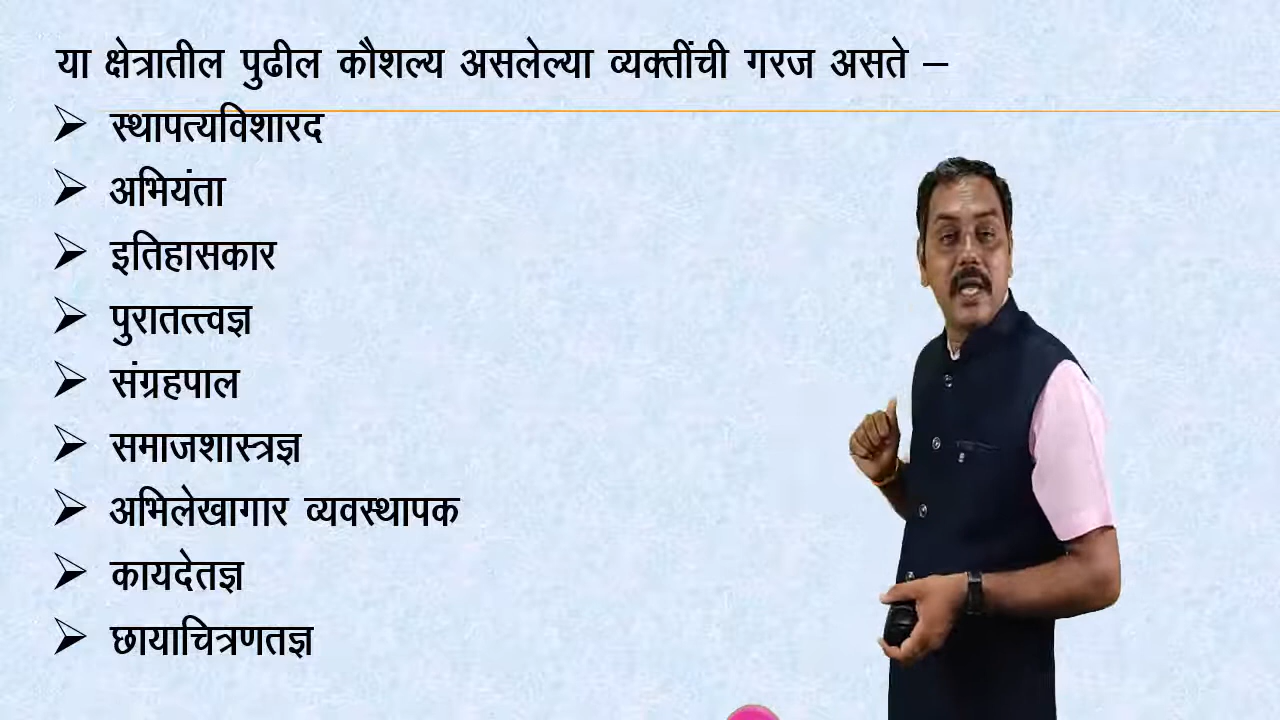 या क्षेत्रातील पुढील कौशल्य असलेल्या व्यक्तींची गरज असते –
स्थापत्यविशारद
अभियंता
इतिहासकार
पुरातत्त्वज्ञ
संग्रहपाल
समाजशास्त्रज्ञ
अभिलेखागार व्यवस्थापक
कायदेतज्ञ
छायाचित्रणतज्ञ